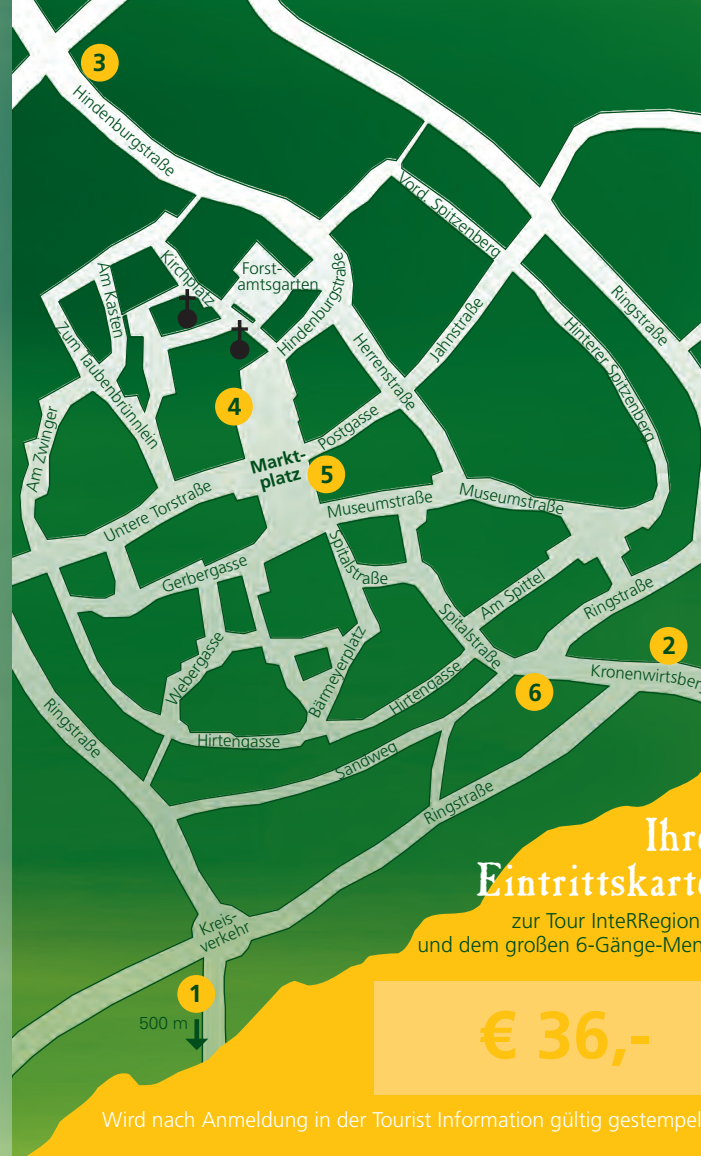 3
Hindenburgstraße
Vord. Spitzenberg
Kirchplatz
Forst-
amtsgarten
Am Kasten
Hindenburgstraße
Ringstraße
Zum Taubenbrünnlein
Herrenstraße
Jahnstraße
Hinterer Spitzenberg
4
Postgasse
Am Zwinger
Markt-
platz
5
Museumstraße
Museumstraße
Untere Torstraße
Spitalstraße
Gerbergasse
Am Spittel
Ringstraße
Spitalstraße
2
Webergasse
Bärmeyerplatz
Kronenwirtsberg
6
Hirtengasse
Ringstraße
Hirtengasse
Sandweg
Ringstraße
Ihre
Eintrittskarte
zur Tour InteRRegion
und dem großen 6-Gänge-Men
Kreis-
verkehr
1
500 m
€ 36,-
Wird nach Anmeldung in der Tourist Information gültig gestempel